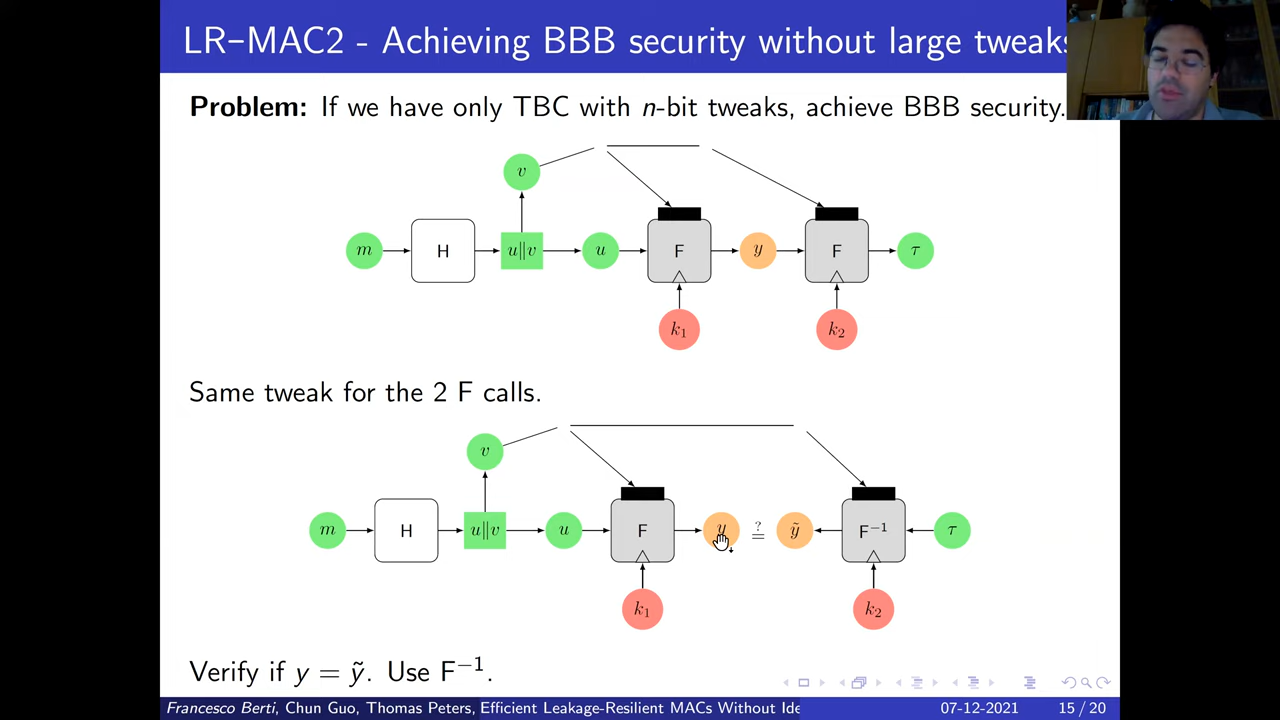 LR–MAC2 - Achieving BBB security without large tweaks
Problem: If we have only TBC with n-bit tweaks, achieve BBB security.
v
m H u∥v u F y F τ
k₁ k₂
Same tweak for the 2 F calls.
v
m H u∥v u F y ?= ỹ F⁻¹ τ
k₁ k₂
Verify if y = ỹ. Use F⁻¹.
Francesco Berti, Chun Guo, Thomas Peters, Efficient Leakage-Resilient MACs Without Ide 07-12-2021 15 / 20